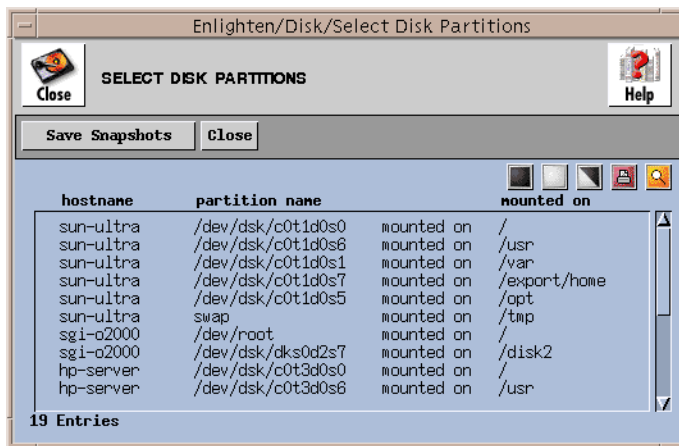 Enlighten/Disk/Select Disk Partitions
SELECT DISK PARTITIONS
Close
Help
Save Snapshots Close
hostname partition name mounted on
sun-ultra /dev/dsk/c0t1d0s0 mounted on /
sun-ultra /dev/dsk/c0t1d0s6 mounted on /usr
sun-ultra /dev/dsk/c0t1d0s1 mounted on /var
sun-ultra /dev/dsk/c0t1d0s7 mounted on /export/home
sun-ultra /dev/dsk/c0t1d0s5 mounted on /opt
sun-ultra swap mounted on /tmp
sgi-o2000 /dev/root mounted on /
sgi-o2000 /dev/dsk/dks0d2s7 mounted on /disk2
hp-server /dev/dsk/c0t3d0s0 mounted on /
hp-server /dev/dsk/c0t3d0s6 mounted on /usr
19 Entries